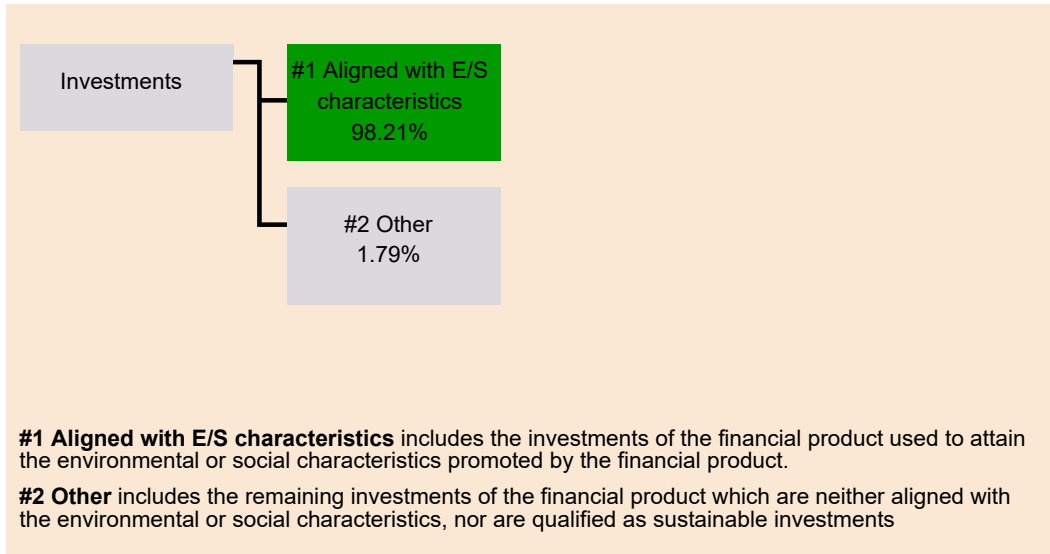 Investments
#1 Aligned with E/S
characteristics
98.21%
#2 Other
1.79%
#1 Aligned with E/S characteristics includes the investments of the financial product used to attain
the environmental or social characteristics promoted by the financial product.
#2 Other includes the remaining investments of the financial product which are neither aligned with
the environmental or social characteristics, nor are qualified as sustainable investments